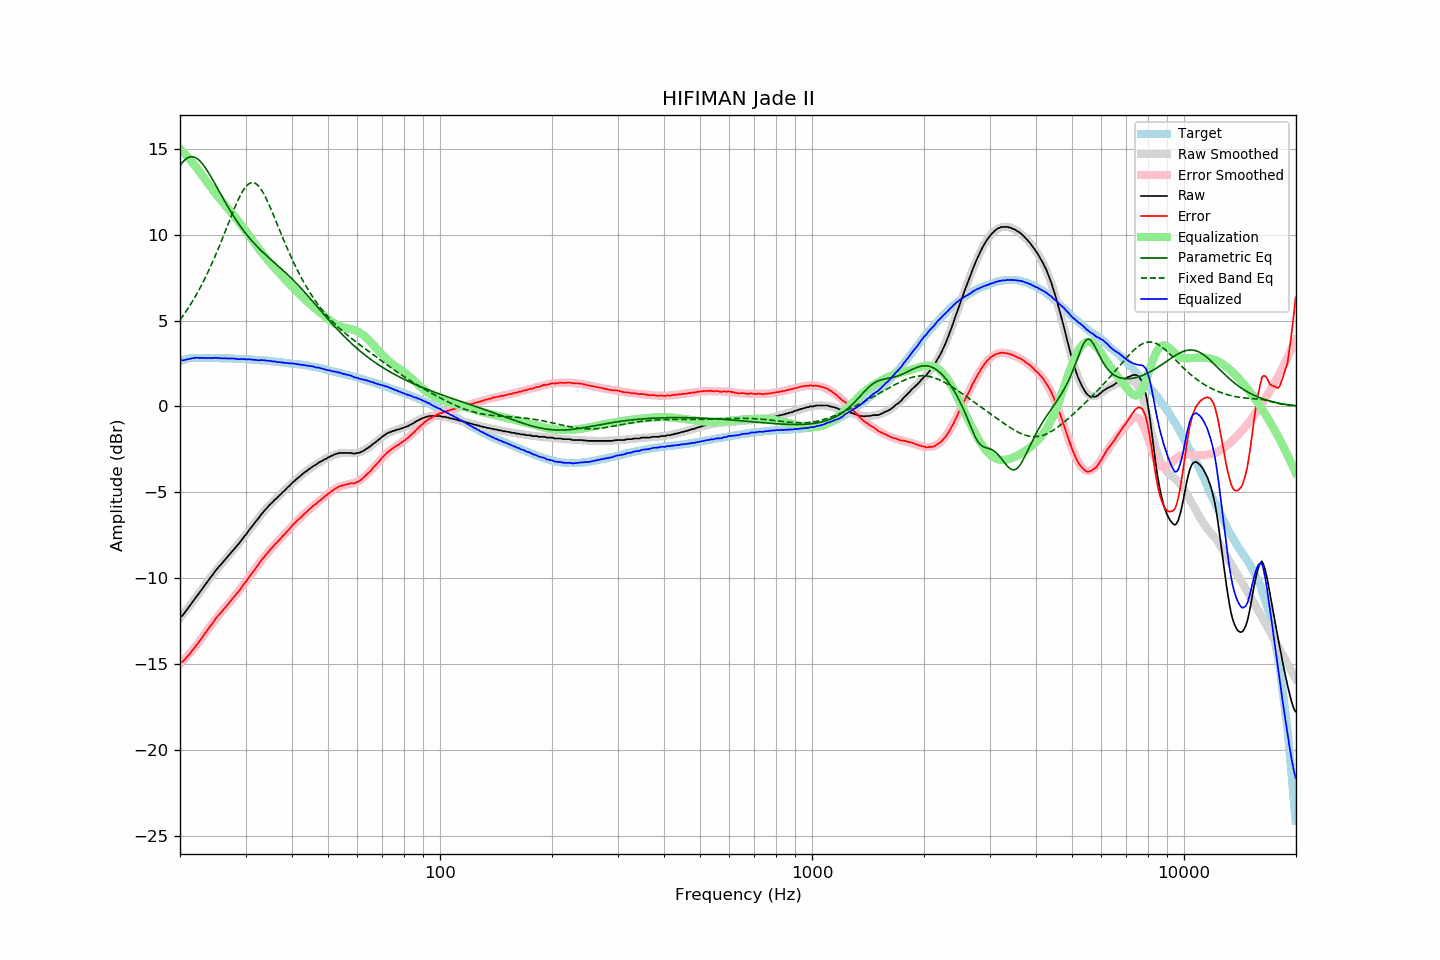 HIFIMAN Jade II
Target
Raw Smoothed
Error Smoothed
Raw
Error
Equalization
Parametric Eq
Fixed Band Eq
Equalized
15
10
5
0
−5
−10
−15
−20
−25
Amplitude (dBr)
100
1000
10000
Frequency (Hz)